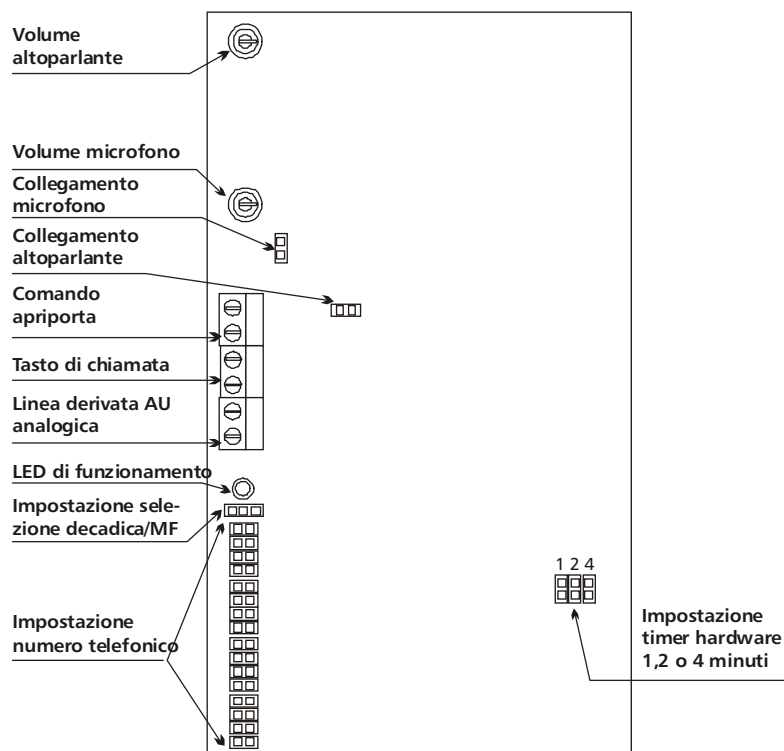 Volume
altoparlante
Volume microfono
Collegamento
microfono
Collegamento
altoparlante
Comando
apriporta
Tasto di chiamata
Linea derivata AU
analogica
LED di funzionamento
Impostazione sele-
zione decadica/MF
Impostazione
numero telefonico
1 2 4
Impostazione
timer hardware
1,2 o 4 minuti